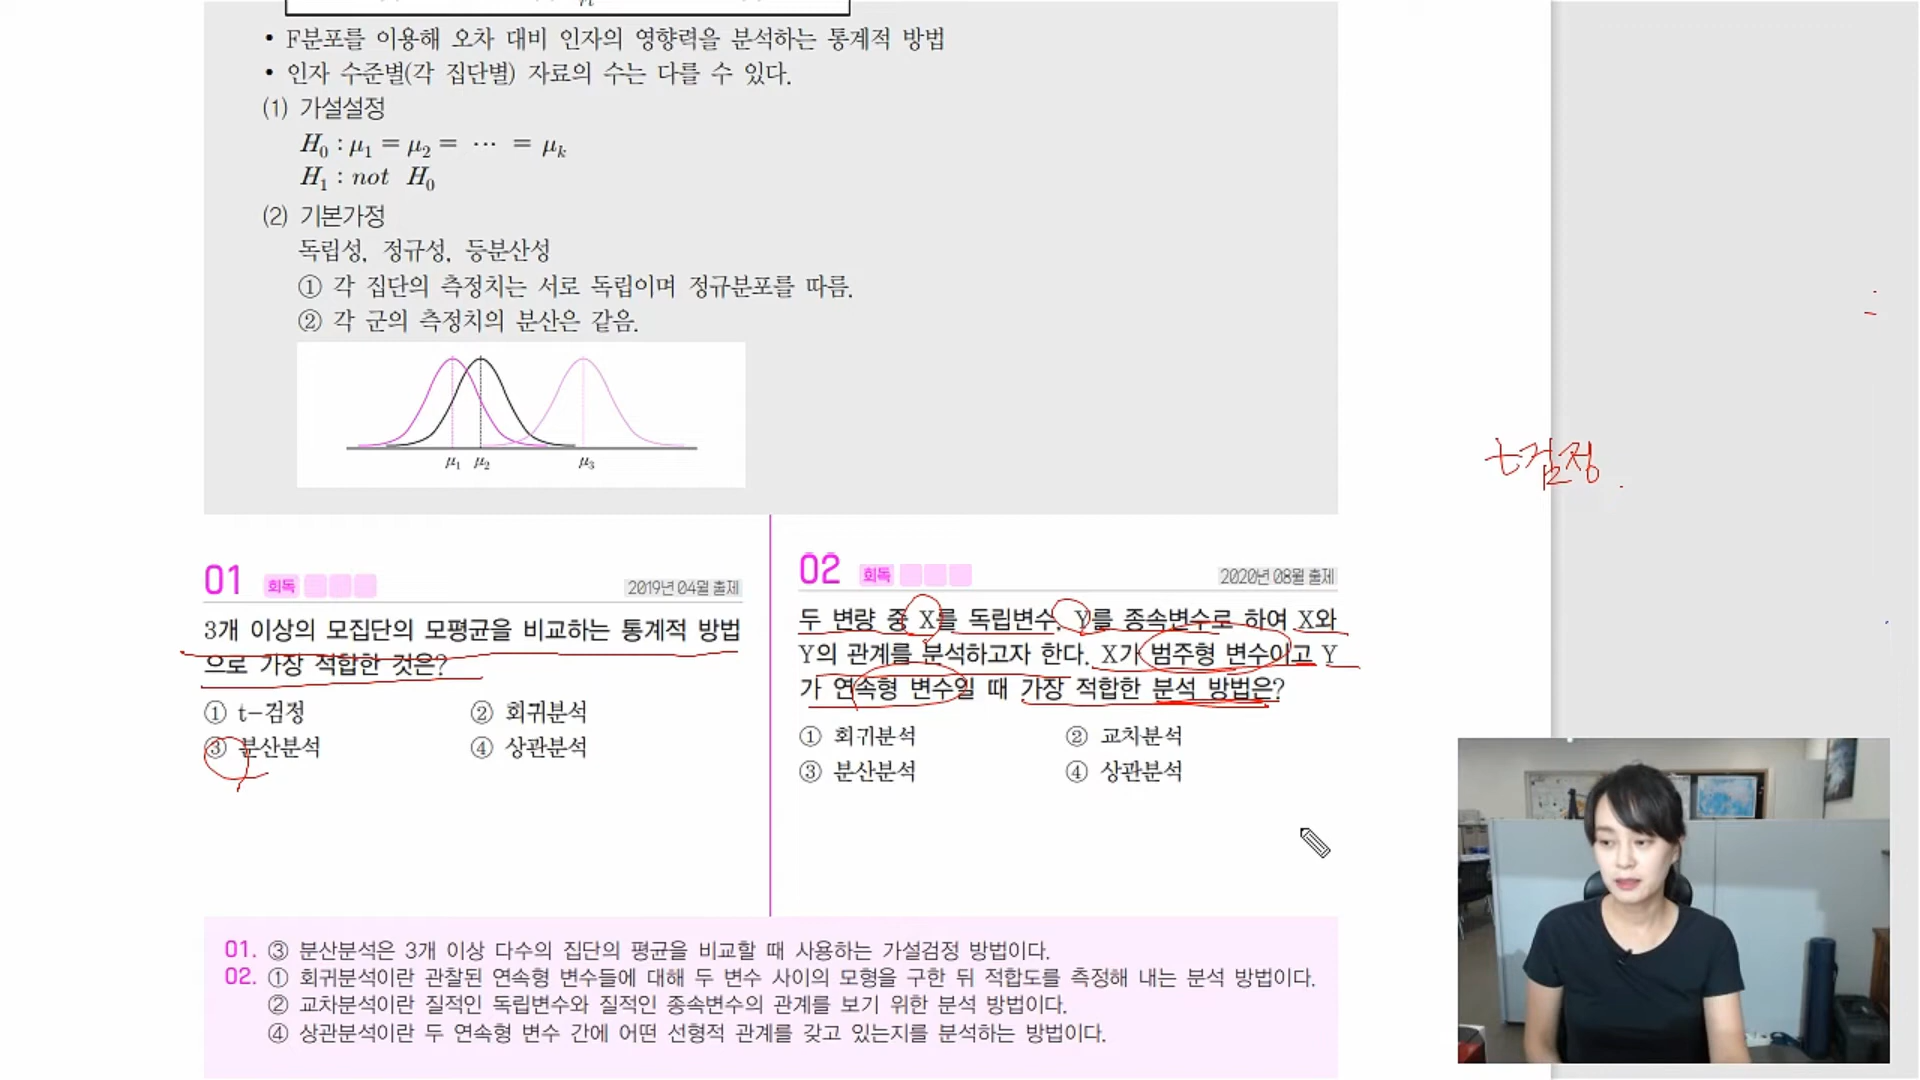 • F분포를 이용해 오차 대비 인자의 영향력을 분석하는 통계적 방법
• 인자 수준별(각 집단별) 자료의 수는 다를 수 있다.
(1) 가설설정
H₀ : μ₁ = μ₂ = ⋯ = μₖ
H₁ : not H₀
(2) 기본가정
독립성, 정규성, 등분산성
① 각 집단의 측정치는 서로 독립이며 정규분포를 따름.
② 각 군의 측정치의 분산은 같음.
μ₁ μ₂ μ₃
t검정
01 회독 2019년 04월 출제
3개 이상의 모집단의 모평균을 비교하는 통계적 방법
으로 가장 적합한 것은?
① t-검정 ② 회귀분석
③ 분산분석 ④ 상관분석
02 회독 2020년 08월 출제
두 변량 중 X를 독립변수, Y를 종속변수로 하여 X와
Y의 관계를 분석하고자 한다. X가 범주형 변수이고 Y
가 연속형 변수일 때 가장 적합한 분석 방법은?
① 회귀분석 ② 교차분석
③ 분산분석 ④ 상관분석
01. ③ 분산분석은 3개 이상 다수의 집단의 평균을 비교할 때 사용하는 가설검정 방법이다.
02. ① 회귀분석이란 관찰된 연속형 변수들에 대해 두 변수 사이의 모형을 구한 뒤 적합도를 측정해 내는 분석 방법이다.
② 교차분석이란 질적인 독립변수와 질적인 종속변수의 관계를 보기 위한 분석 방법이다.
④ 상관분석이란 두 연속형 변수 간에 어떤 선형적 관계를 갖고 있는지를 분석하는 방법이다.